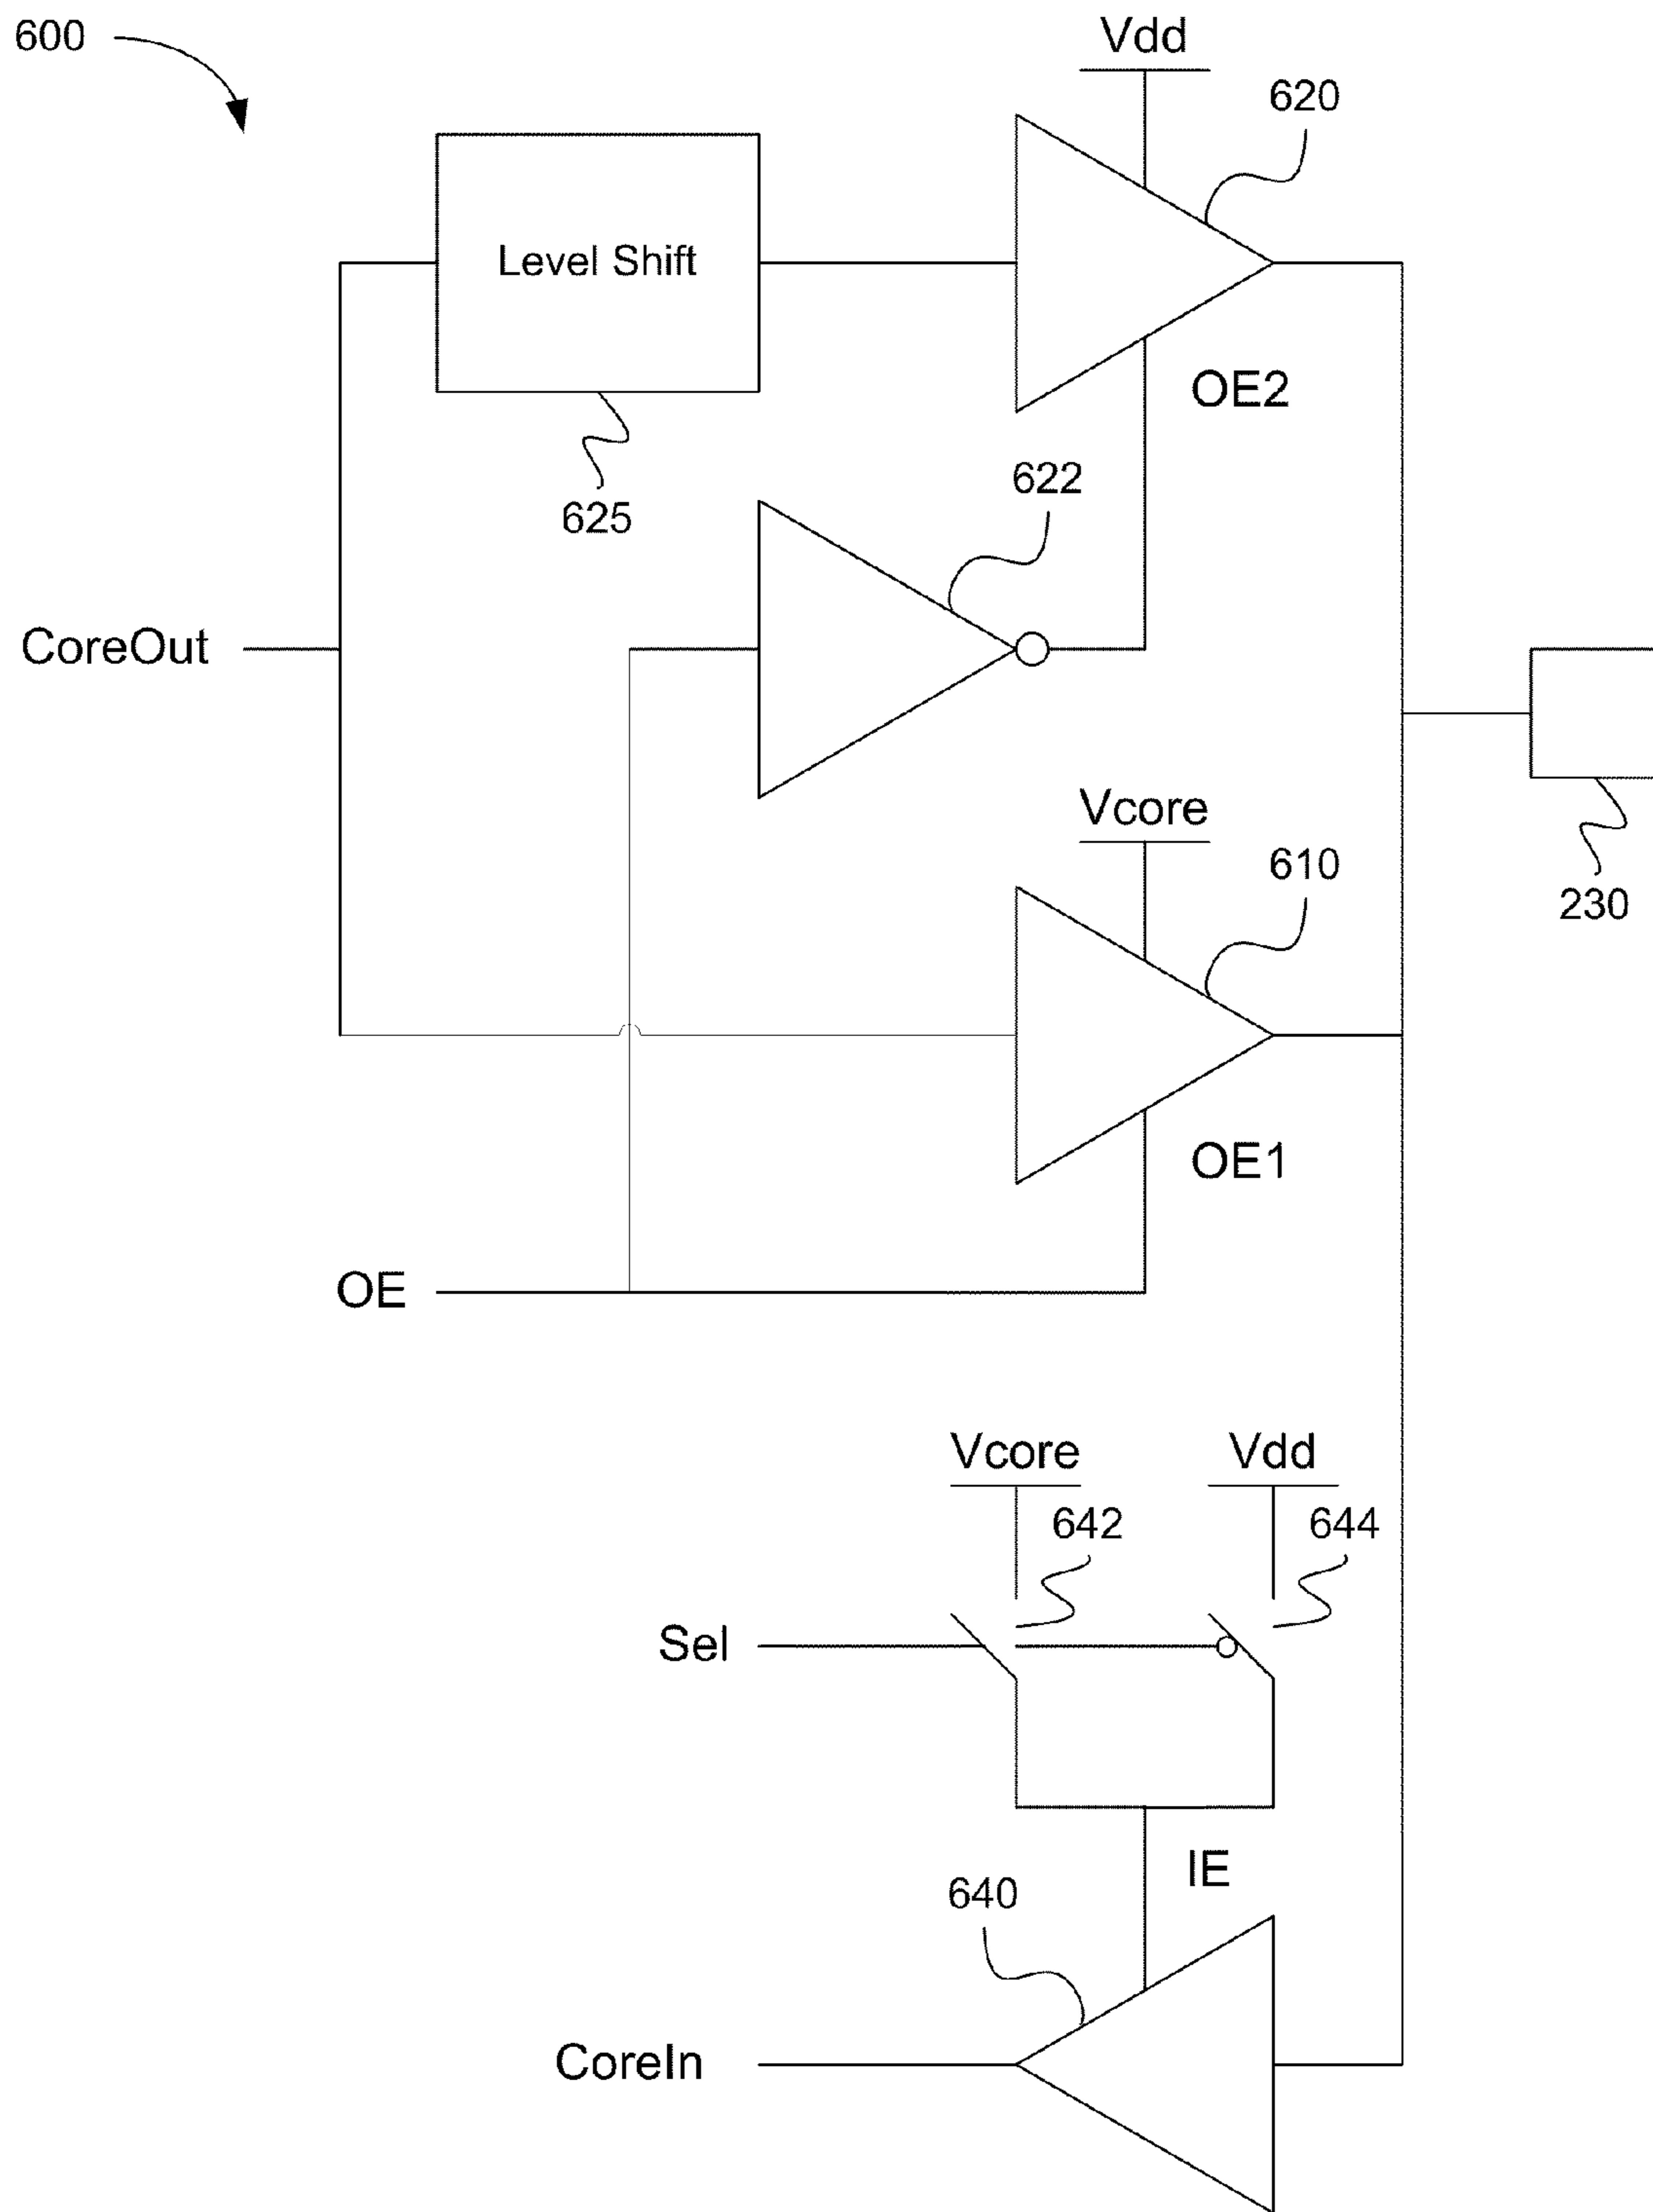 600
Vdd
620
Level Shift
OE2
622
625
CoreOut
Vcore
610
230
OE1
OE
Vcore
Vdd
642
644
Sel
IE
640
CoreIn